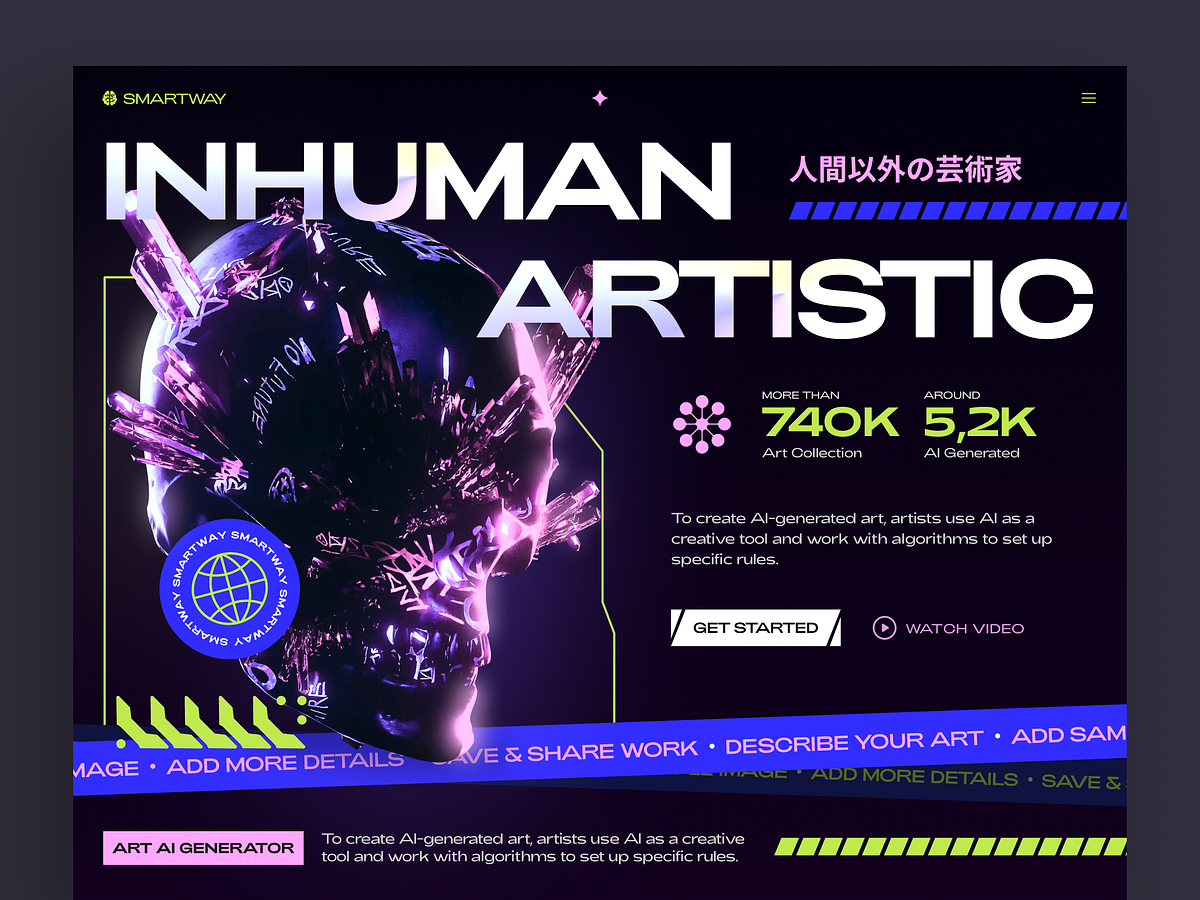 SMARTWAY
INHUMAN
人間以外の芸術家
ARTISTIC
MORE THAN
740K
Art Collection
AROUND
5,2K
AI Generated
NO FUTURE
To create AI-generated art, artists use AI as a
creative tool and work with algorithms to set up
specific rules.
SMARTWAY SMARTWAY SMARTWAY SMARTWAY
GET STARTED
WATCH VIDEO
MAGE • ADD MORE DETAILS • SAVE & SHARE WORK • DESCRIBE YOUR ART • ADD SAM
IMAGE • ADD MORE DETAILS • SAVE &
ART AI GENERATOR
To create AI-generated art, artists use AI as a creative
tool and work with algorithms to set up specific rules.